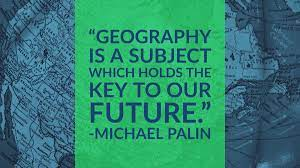 “GEOGRAPHY
IS A SUBJECT
WHICH HOLDS THE
KEY TO OUR
FUTURE.”
-MICHAEL PALIN